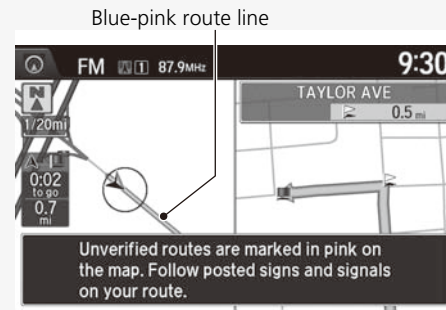 Blue-pink route line
FM 1 87.9MHz 9:30
N
1/20mi
TAYLOR AVE
0.5 mi
0:02
to go
0.7
mi
Unverified routes are marked in pink on
the map. Follow posted signs and signals
on your route.